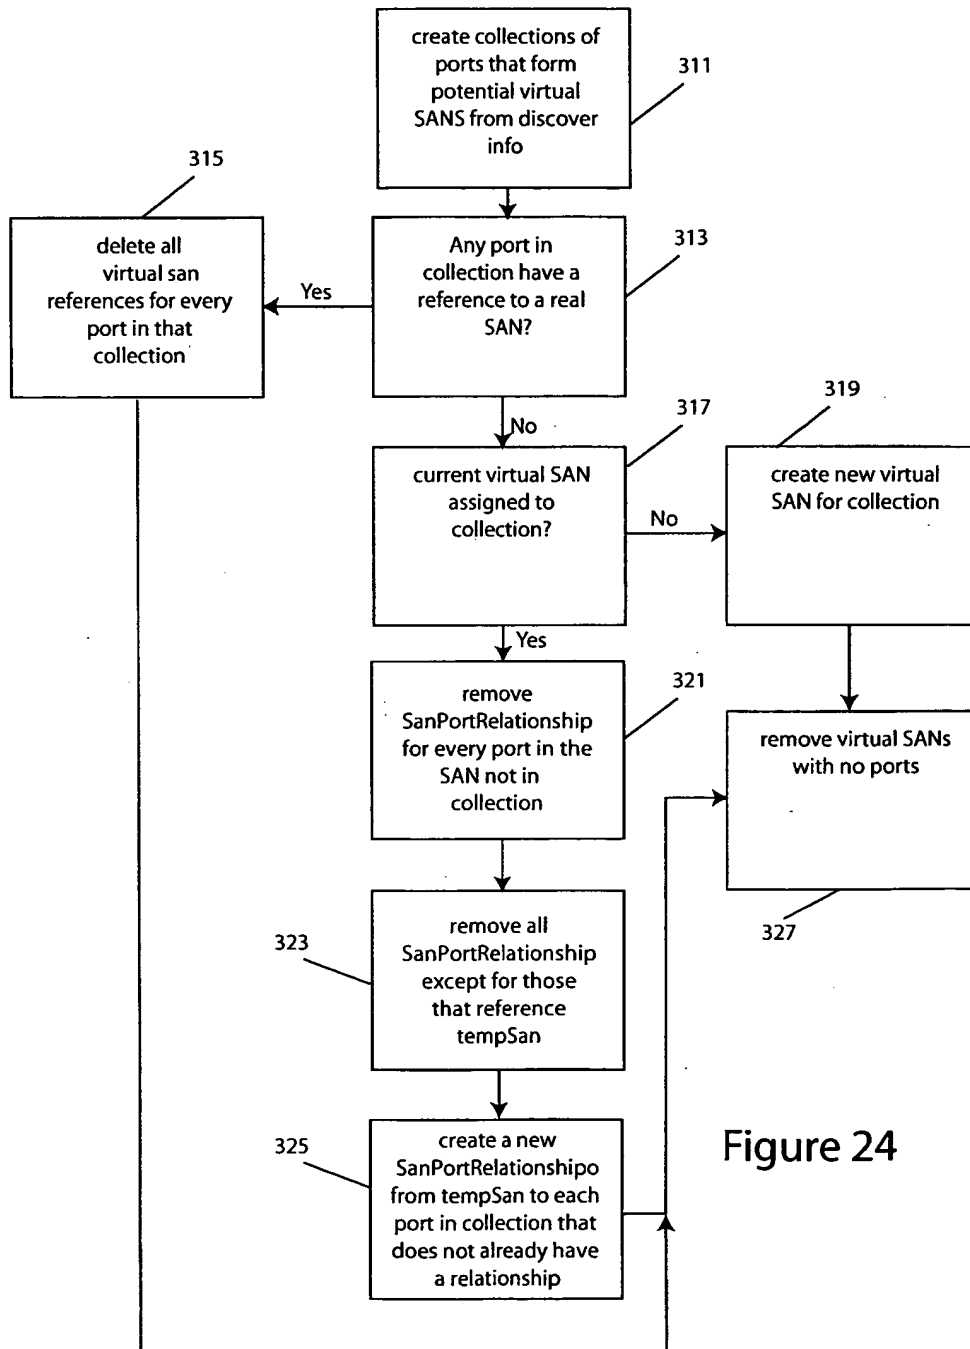 create collections of
ports that form
potential virtual
SANS from discover
info
311
315
delete all
virtual san
references for every
port in that
collection
Yes
Any port in
collection have a
reference to a real
SAN?
313
No
317
319
current virtual SAN
assigned to
collection?
No
create new virtual
SAN for collection
Yes
remove
SanPortRelationship
for every port in the
SAN not in
collection
321
remove virtual SANs
with no ports
327
323
remove all
SanPortRelationship
except for those
that reference
tempSan
325
create a new
SanPortRelationshipo
from tempSan to each
port in collection that
does not already have
a relationship
Figure 24